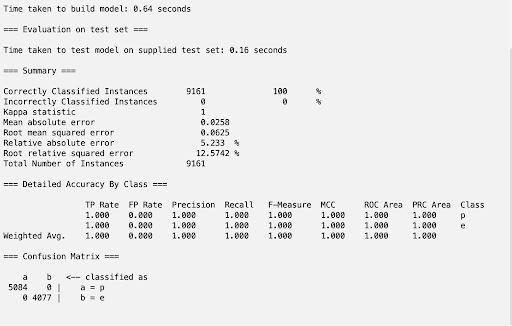 Time taken to build model: 0.64 seconds
=== Evaluation on test set ===
Time taken to test model on supplied test set: 0.16 seconds
=== Summary ===
Correctly Classified Instances 9161 100 %
Incorrectly Classified Instances 0 0 %
Kappa statistic 1
Mean absolute error 0.0258
Root mean squared error 0.0625
Relative absolute error 5.233 %
Root relative squared error 12.5742 %
Total Number of Instances 9161
=== Detailed Accuracy By Class ===
TP Rate FP Rate Precision Recall F-Measure MCC ROC Area PRC Area Class
1.000 0.000 1.000 1.000 1.000 1.000 1.000 1.000 p
1.000 0.000 1.000 1.000 1.000 1.000 1.000 1.000 e
Weighted Avg. 1.000 0.000 1.000 1.000 1.000 1.000 1.000 1.000
=== Confusion Matrix ===
a b <-- classified as
5084 0 | a = p
0 4077 | b = e